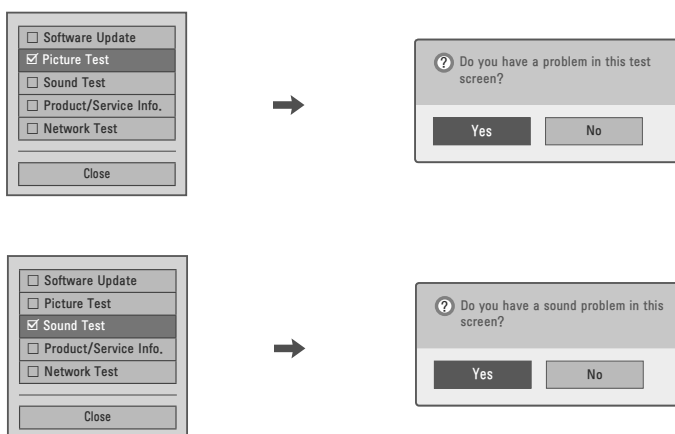 Software Update
Picture Test
Sound Test
Product/Service Info.
Network Test
Close
Do you have a problem in this test
screen?
Yes No
Software Update
Picture Test
Sound Test
Product/Service Info.
Network Test
Close
Do you have a sound problem in this
screen?
Yes No